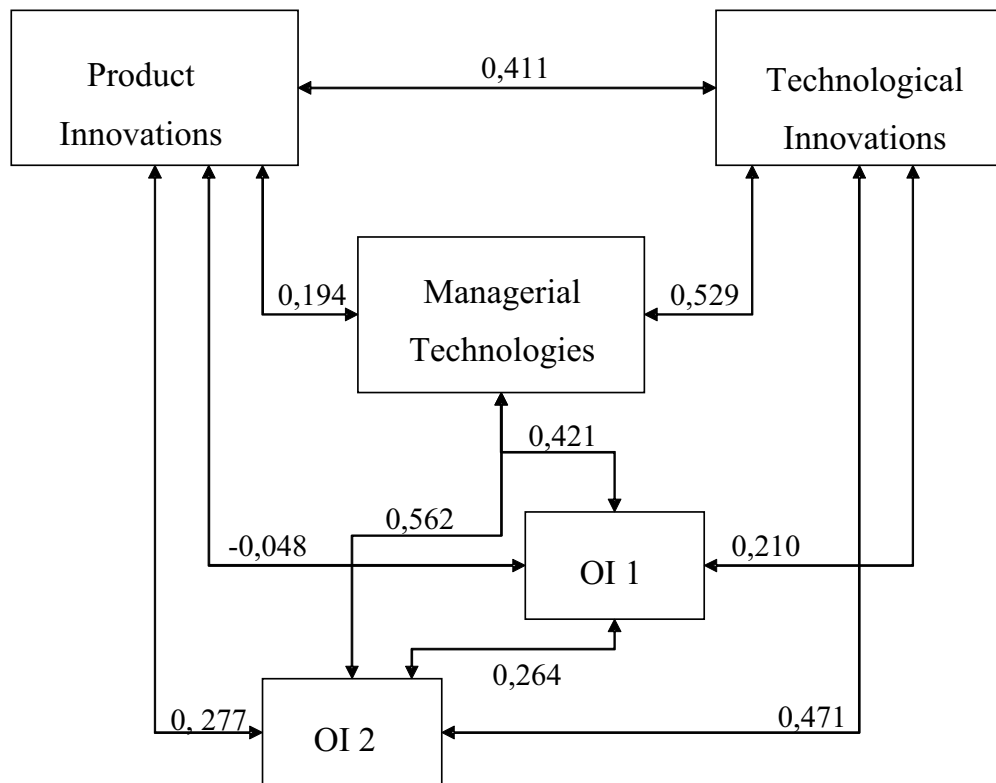 Product
Innovations
0,411
Technological
Innovations
Managerial
Technologies
0,194
0,529
0,421
0,562
-0,048
OI 1
0,210
0,264
0, 277
OI 2
0,471